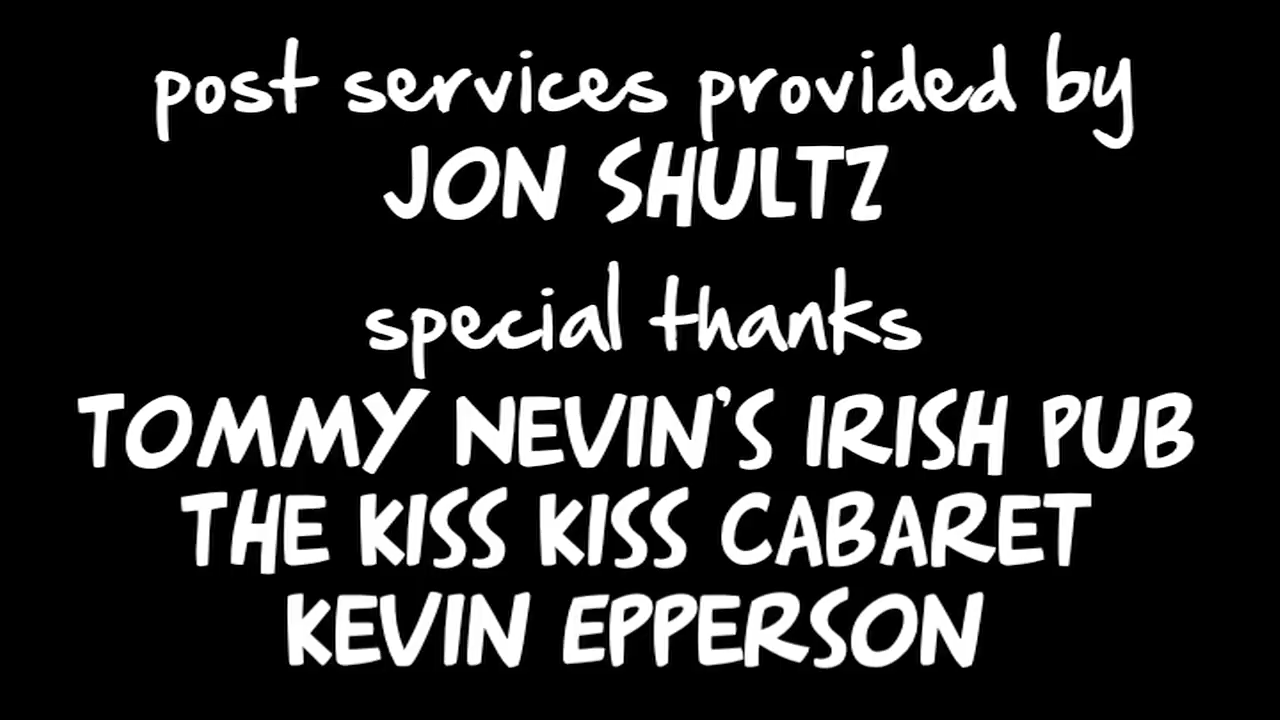 post services provided by
JON SHULTZ
special thanks
TOMMY NEVIN'S IRISH PUB
THE KISS KISS CABARET
KEVIN EPPERSON